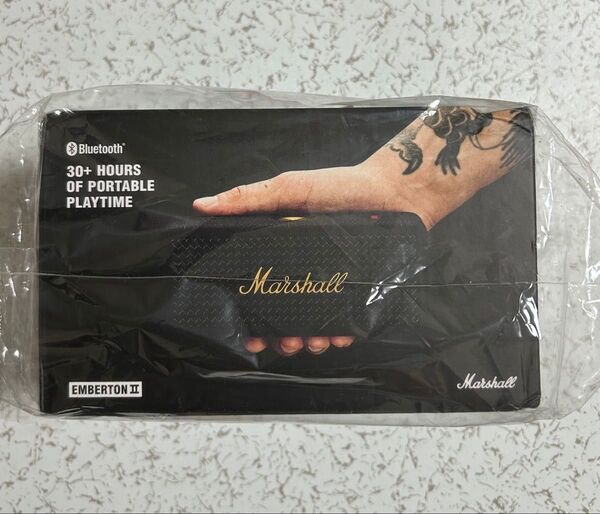 Bluetooth®
30+ HOURS
OF PORTABLE
PLAYTIME
Marshall
EMBERTON II
Marshall